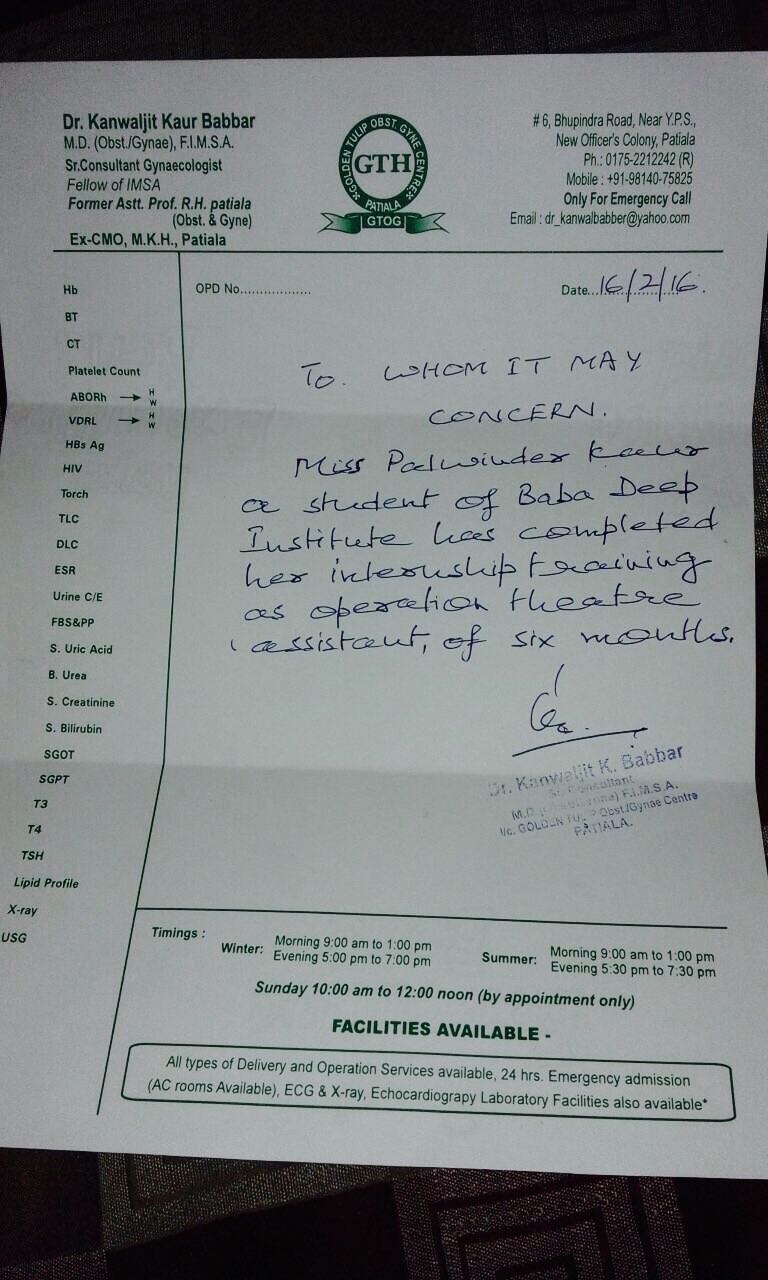 Dr. Kanwaljit Kaur Babbar
M.D. (Obst./Gynae), F.I.M.S.A.
Sr.Consultant Gynaecologist
Fellow of IMSA
Former Astt. Prof. R.H. patiala
(Obst. & Gyne)
Ex-CMO, M.K.H., Patiala
GOLDEN TULIP OBST. GYNE CENTRE
GTH
PATIALA
GTOG
# 6, Bhupindra Road, Near Y.P.S.,
New Officer's Colony, Patiala
Ph.: 0175-2212242 (R)
Mobile : +91-98140-75825
Only For Emergency Call
Email : dr_kanwalbabber@yahoo.com
OPD No..................
Date...16/2/16.
Hb
BT
CT
Platelet Count
ABORh → H W
VDRL → H W
HBs Ag
HIV
Torch
TLC
DLC
ESR
Urine C/E
FBS&PP
S. Uric Acid
B. Urea
S. Creatinine
S. Bilirubin
SGOT
SGPT
T3
T4
TSH
Lipid Profile
X-ray
USG
To. WHOM IT MAY
CONCERN.
Miss Palwinder Kaur
a student of Baba Deep
Institute has completed
her internship training
as operation theatre
assistant, of six months.
Dr. Kanwaljit K. Babbar
Sr. Consultant
M.D. (Obst/Gynae) F.I.M.S.A.
I/c. GOLDEN TULIP Obst./Gynae Centre
PATIALA.
Timings :
Winter: Morning 9:00 am to 1:00 pm
Evening 5:00 pm to 7:00 pm
Summer: Morning 9:00 am to 1:00 pm
Evening 5:30 pm to 7:30 pm
Sunday 10:00 am to 12:00 noon (by appointment only)
FACILITIES AVAILABLE -
All types of Delivery and Operation Services available, 24 hrs. Emergency admission
(AC rooms Available), ECG & X-ray, Echocardiograpy Laboratory Facilities also available*